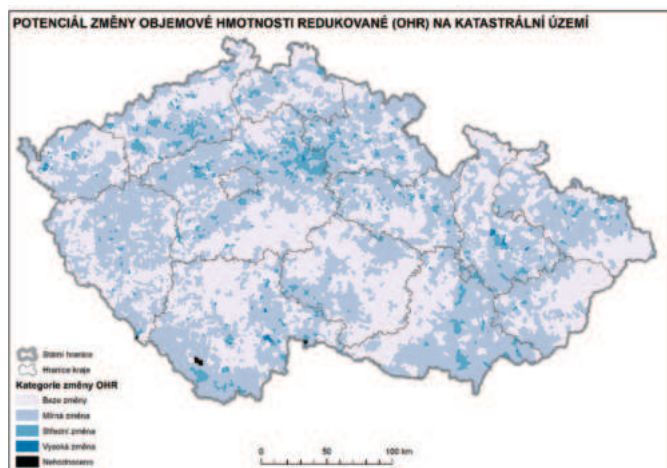 POTENCIÁL ZMĚNY OBJEMOVÉ HMOTNOSTI REDUKOVANÉ (OHR) NA KATASTRÁLNÍ ÚZEMÍ
Státní hranice
Hranice kraje
Kategorie změny OHR
Beze změny
Mírná změna
Střední změna
Vysoká změna
Nehodnoceno
0 50 100 km